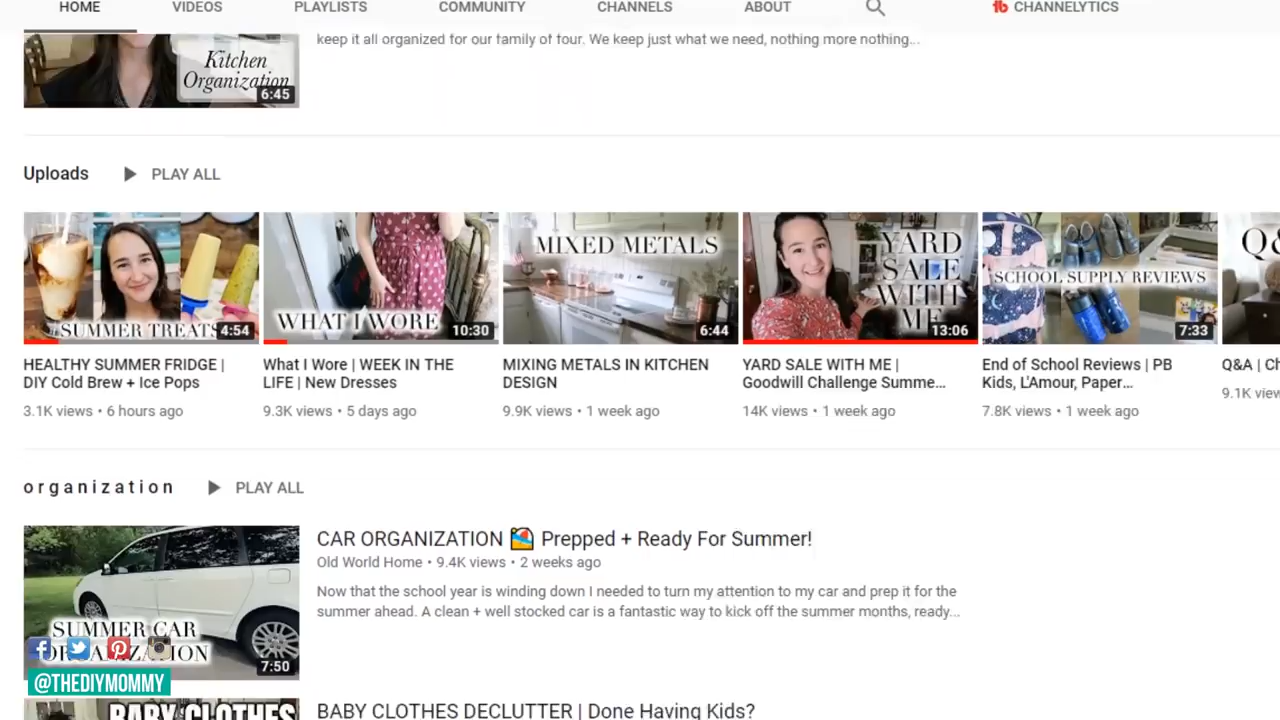 HOME VIDEOS PLAYLISTS COMMUNITY CHANNELS ABOUT CHANNELYTICS
keep it all organized for our family of four. We keep just what we need, nothing more nothing...
Kitchen
Organization
6:45
Uploads PLAY ALL
SUMMER TREATS 4:54
WHAT I WORE 10:30
MIXED METALS
6:44
YARD
SALE
WITH
ME
13:06
SCHOOL SUPPLY REVIEWS
7:33
Q&
HEALTHY SUMMER FRIDGE |
DIY Cold Brew + Ice Pops
3.1K views • 6 hours ago
What I Wore | WEEK IN THE
LIFE | New Dresses
9.3K views • 5 days ago
MIXING METALS IN KITCHEN
DESIGN
9.9K views • 1 week ago
YARD SALE WITH ME |
Goodwill Challenge Summe...
14K views • 1 week ago
End of School Reviews | PB
Kids, L'Amour, Paper...
7.8K views • 1 week ago
Q&A | Ch
9.1K view
organization PLAY ALL
SUMMER CAR
ORGANIZATION
7:50
CAR ORGANIZATION 🏖 Prepped + Ready For Summer!
Old World Home • 9.4K views • 2 weeks ago
Now that the school year is winding down I needed to turn my attention to my car and prep it for the
summer ahead. A clean + well stocked car is a fantastic way to kick off the summer months, ready...
@THEDIYMOMMY
BABY CLOTHES
BABY CLOTHES DECLUTTER | Done Having Kids?